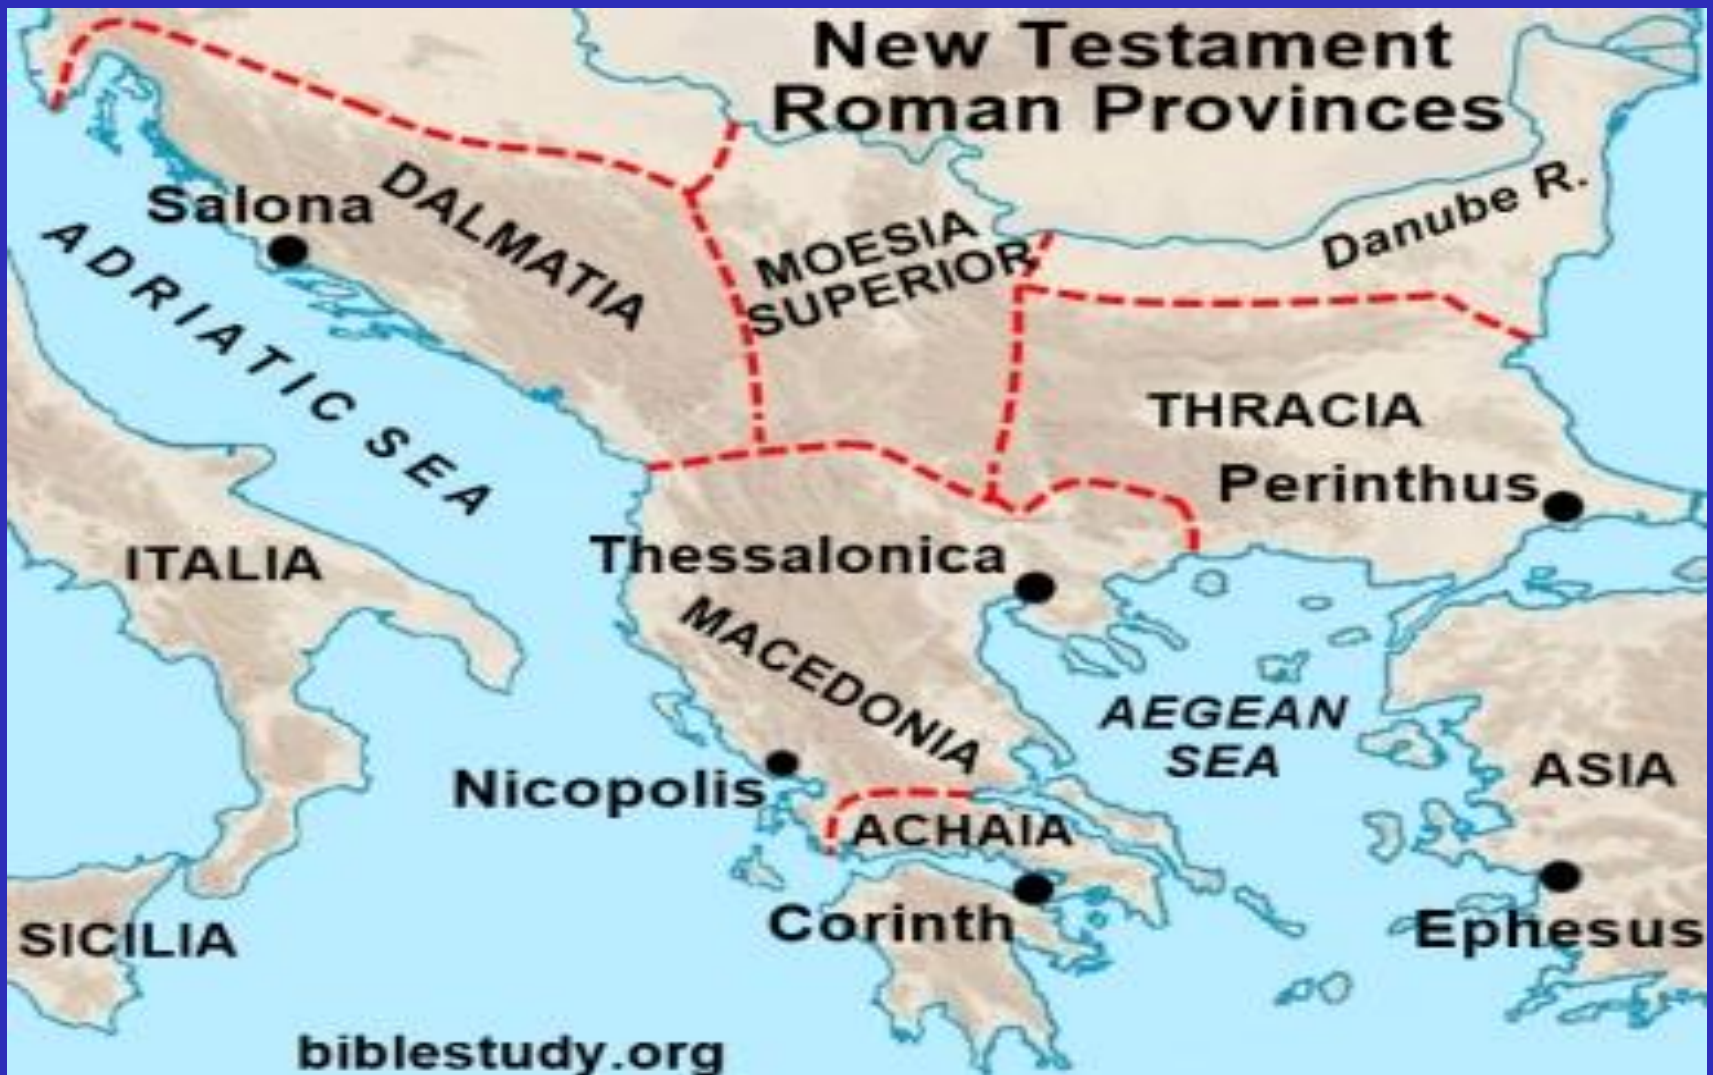 New Testament
Roman Provinces
Danube R.
DALMATIA
Salona
MOESIA
SUPERIOR
ADRIATIC SEA
THRACIA
Perinthus
Thessalonica
ITALIA
MACEDONIA
AEGEAN
SEA
ASIA
Nicopolis
ACHAIA
Corinth
Ephesus
SICILIA
biblestudy.org